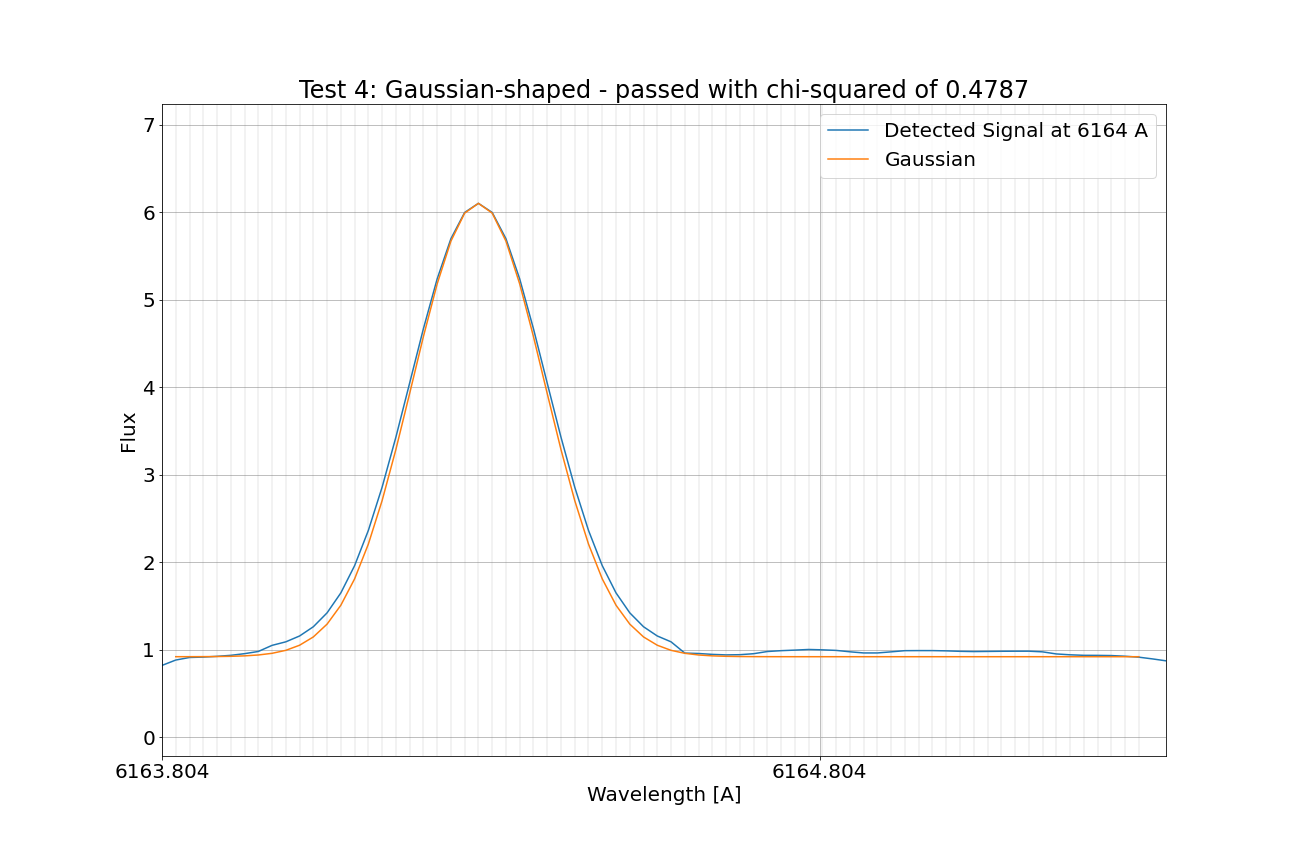 Test 4: Gaussian-shaped - passed with chi-squared of 0.4787
Detected Signal at 6164 A
Gaussian
7
6
5
4
3
2
1
0
Flux
6163.804
6164.804
Wavelength [A]